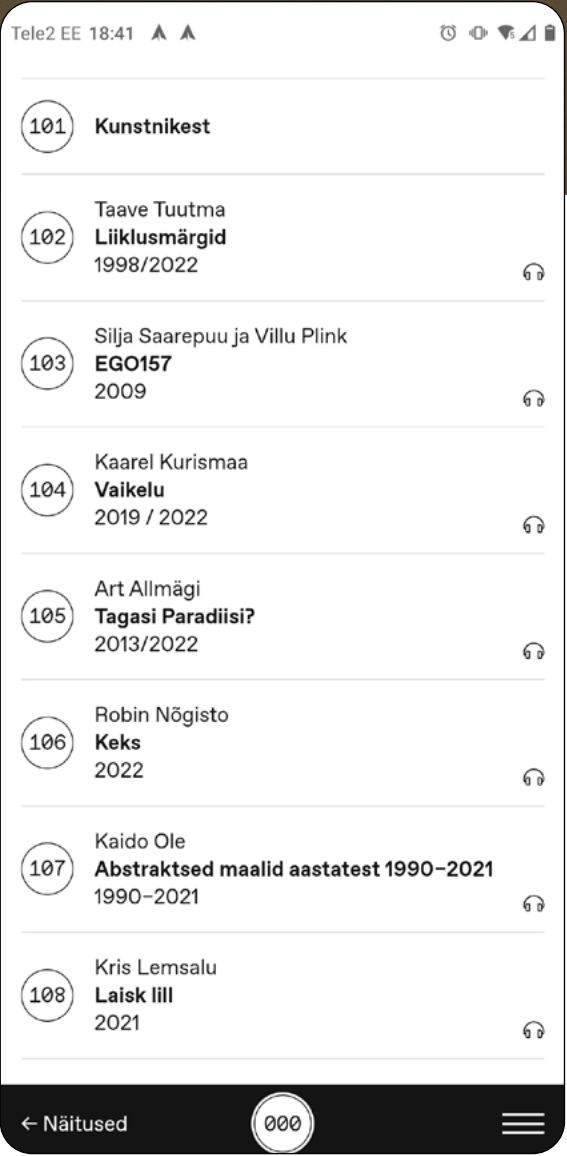 Tele2 EE 18:41
101 Kunstnikest
Taave Tuutma
102 Liiklusmärgid
1998/2022
Silja Saarepuu ja Villu Plink
103 EGO157
2009
Kaarel Kurismaa
104 Vaikelu
2019 / 2022
Art Allmägi
105 Tagasi Paradiisi?
2013/2022
Robin Nõgisto
106 Keks
2022
Kaido Ole
107 Abstraktsed maalid aastatest 1990–2021
1990–2021
Kris Lemsalu
108 Laisk lill
2021
← Näitused 000